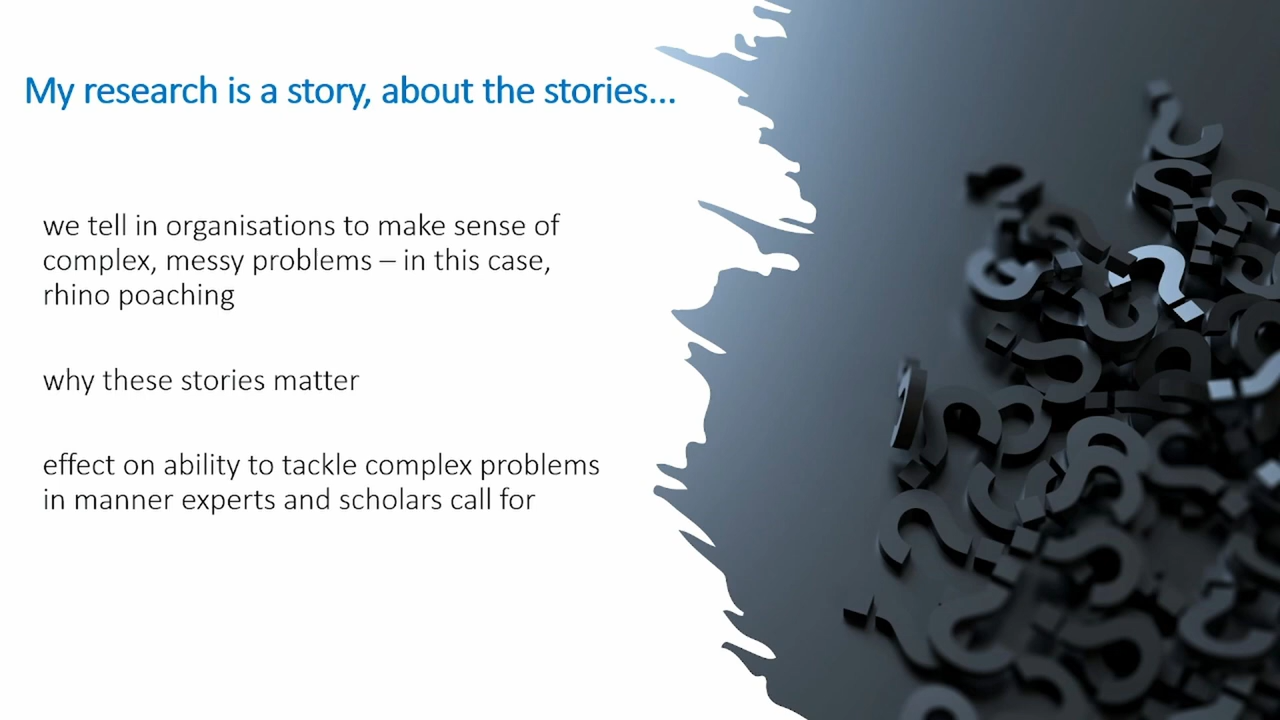 My research is a story, about the stories...
we tell in organisations to make sense of
complex, messy problems – in this case,
rhino poaching
why these stories matter
effect on ability to tackle complex problems
in manner experts and scholars call for